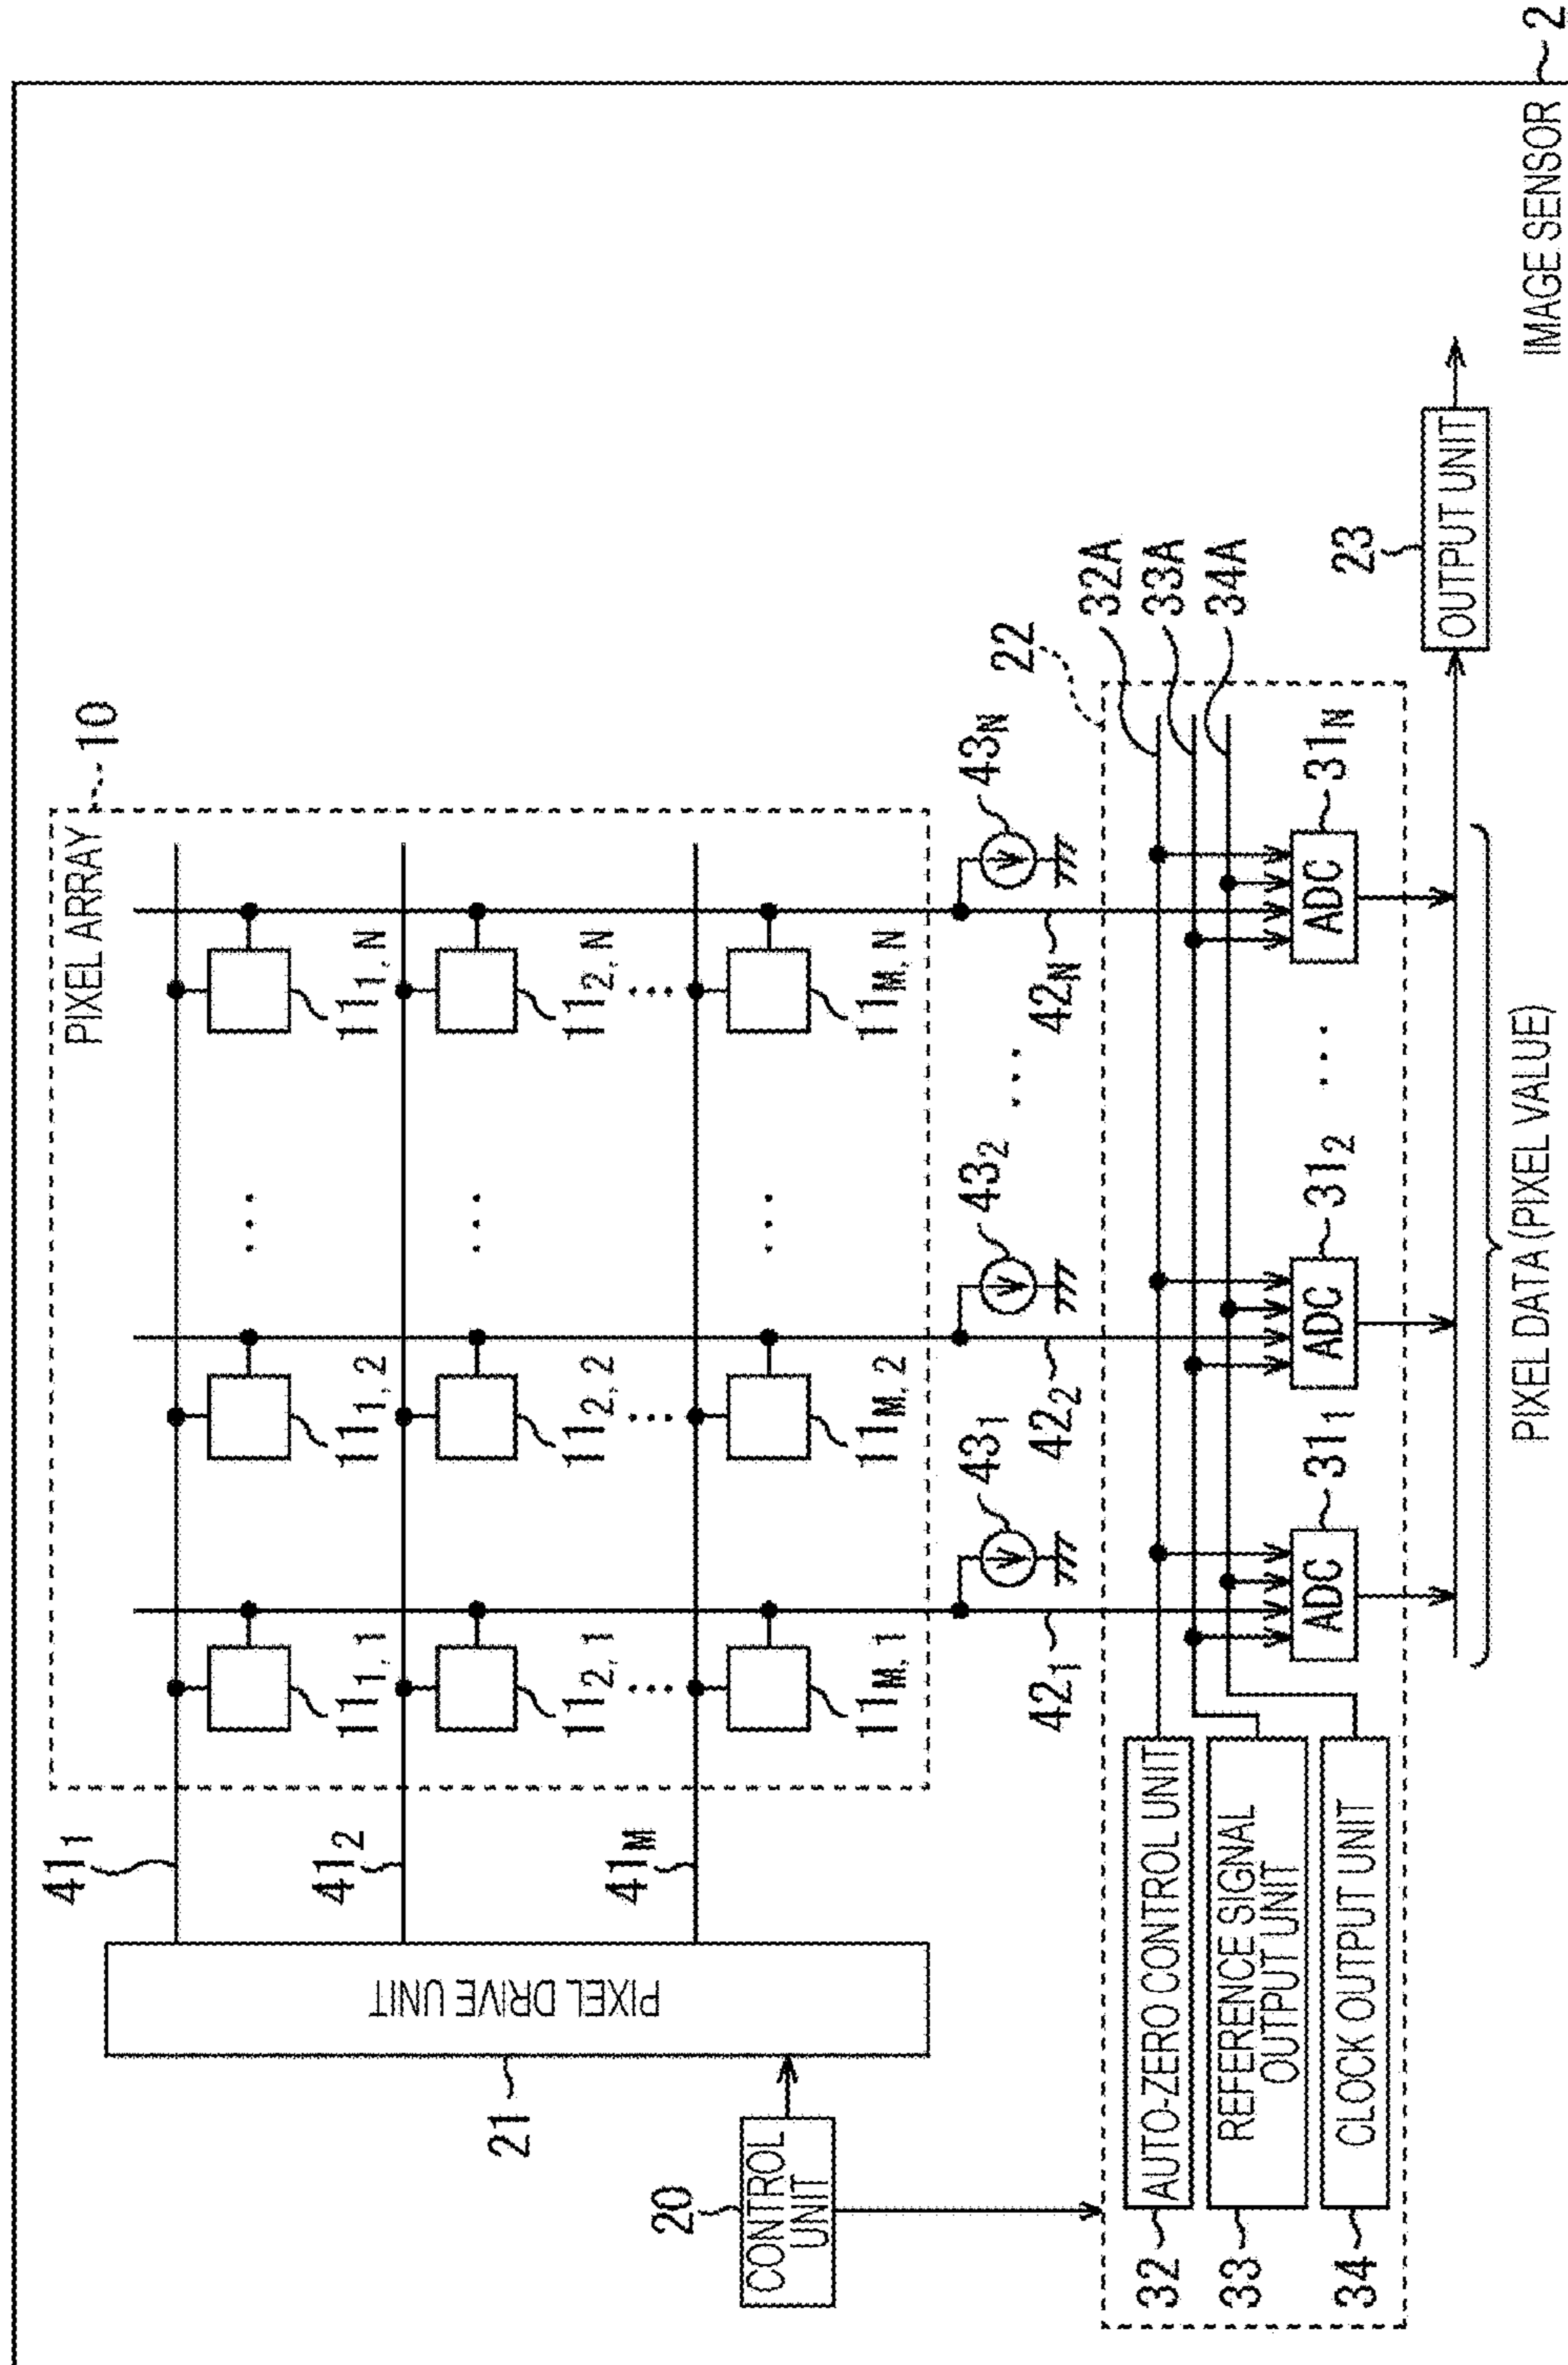 PIXEL ARRAY
10
41₁
11₁,₁
11₁,₂
...
11₁,N
41₂
11₂,₁
11₂,₂
...
11₂,N
41M
11M,₁
11M,₂
...
11M,N
PIXEL DRIVE UNIT
21
20
CONTROL
UNIT
43₁
43₂
43N
42₁
42₂
...
42N
22
32A
33A
34A
32
AUTO-ZERO CONTROL UNIT
33
REFERENCE SIGNAL
OUTPUT UNIT
34
CLOCK OUTPUT UNIT
ADC
31₁
ADC
31₂
...
ADC
31N
23
OUTPUT UNIT
PIXEL DATA (PIXEL VALUE)
IMAGE SENSOR
2